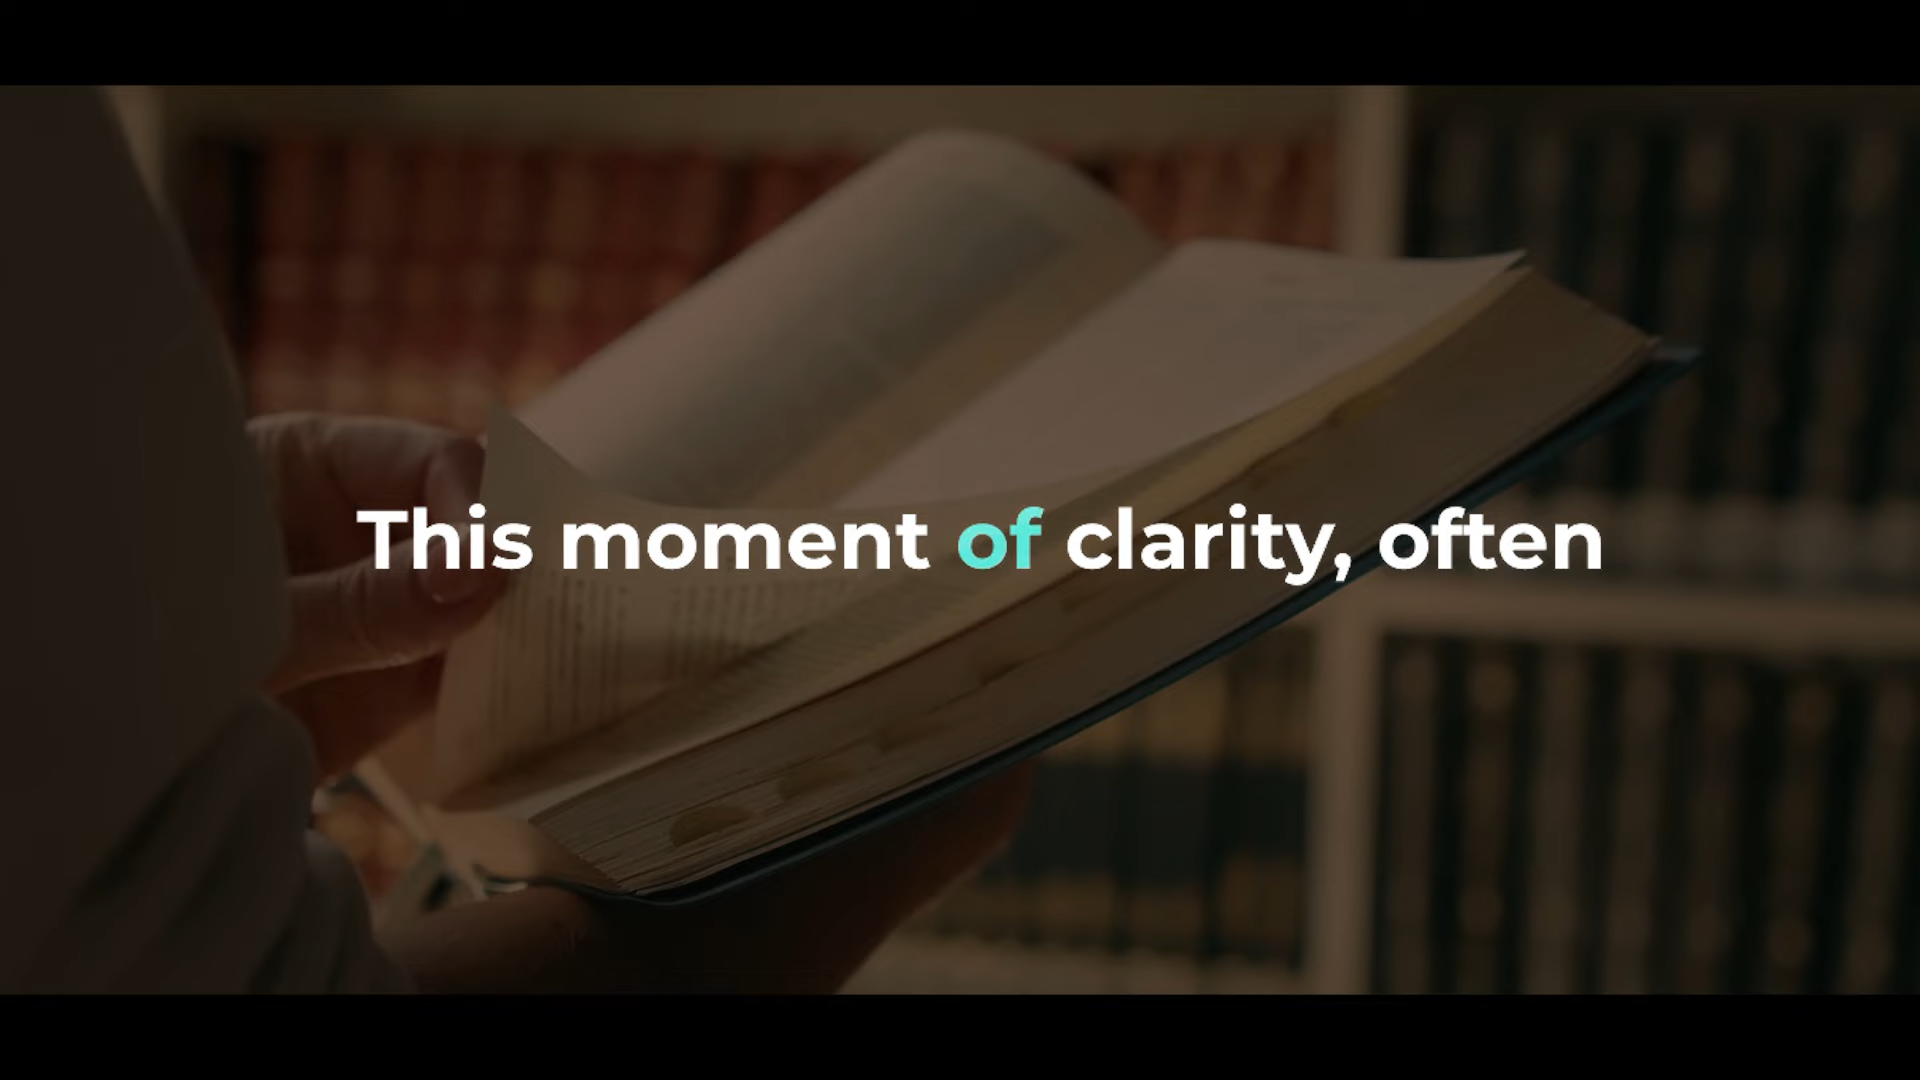 This moment of clarity, often